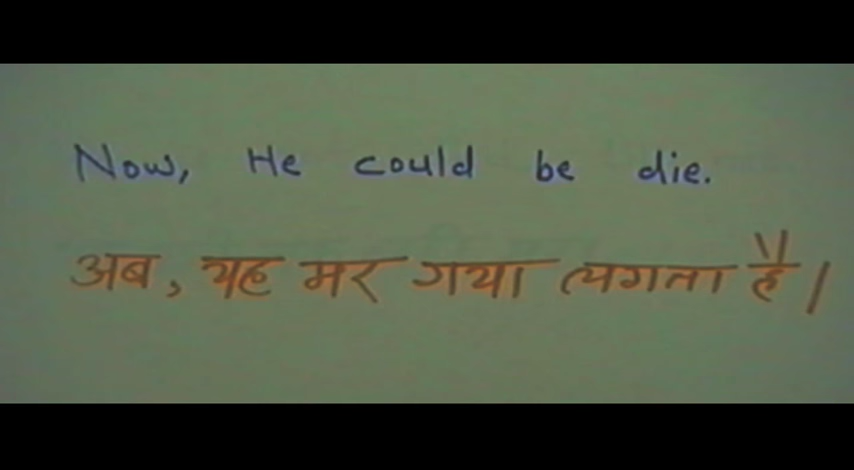 Now, He could be die.
अब, यह मर गया लगता है।